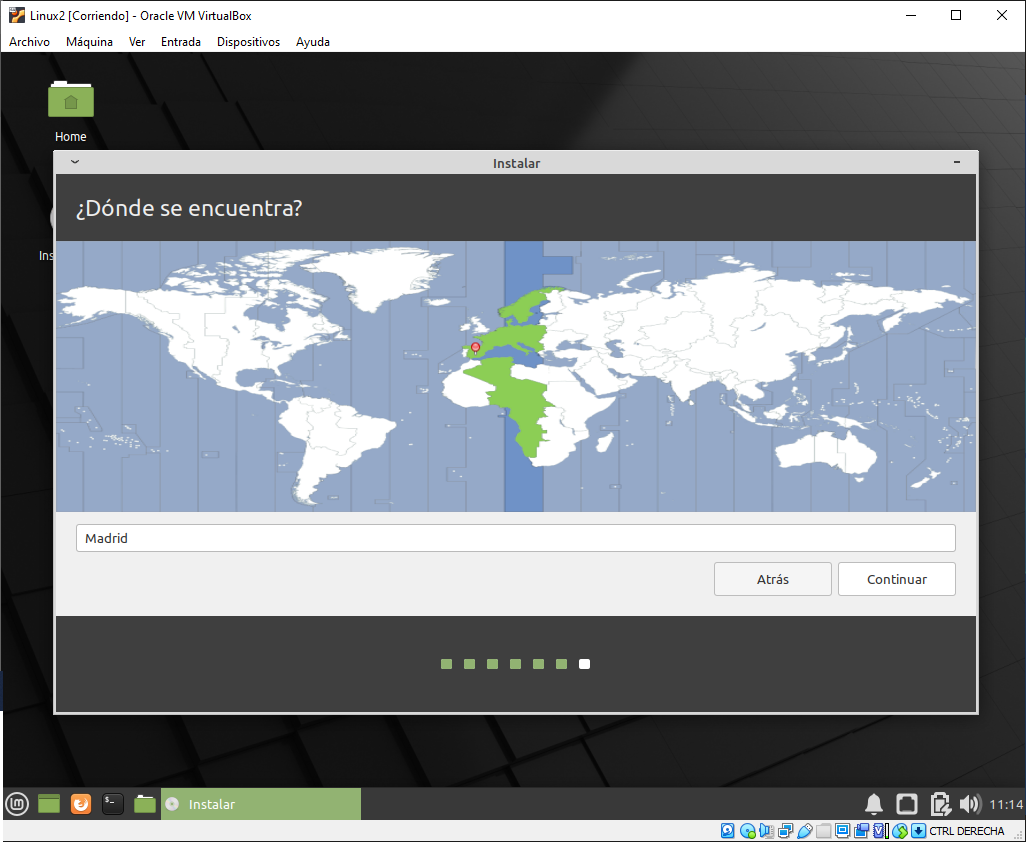 Linux2 [Corriendo] - Oracle VM VirtualBox
Archivo Máquina Ver Entrada Dispositivos Ayuda
Home
Instalar
¿Dónde se encuentra?
Ins
Madrid
Atrás Continuar
Instalar
11:14
CTRL DERECHA